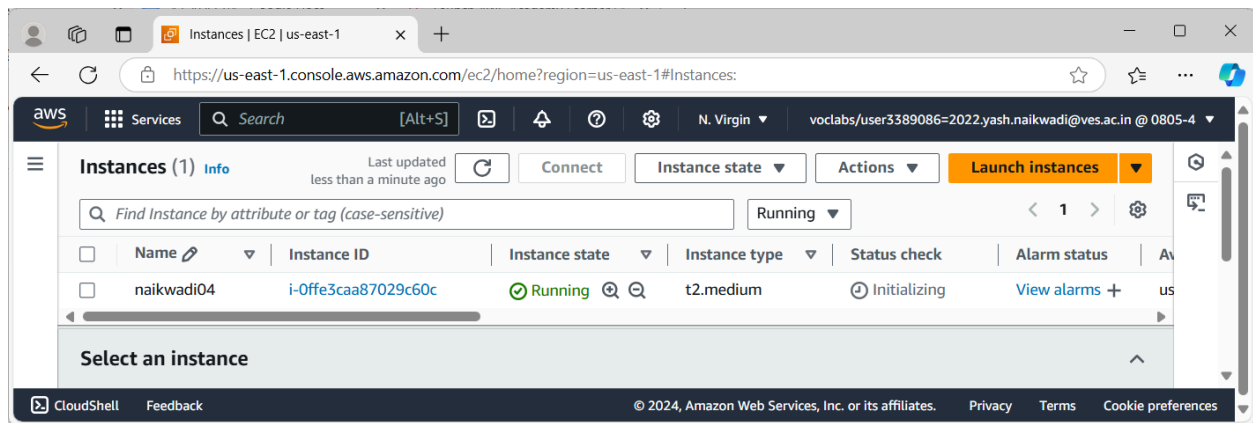 Instances | EC2 | us-east-1
https://us-east-1.console.aws.amazon.com/ec2/home?region=us-east-1#Instances:
aws Services Search [Alt+S] N. Virgin voclabs/user3389086=2022.yash.naikwadi@ves.ac.in @ 0805-4
Instances (1) Info Last updated less than a minute ago Connect Instance state Actions Launch instances
Find Instance by attribute or tag (case-sensitive) Running 1
Name Instance ID Instance state Instance type Status check Alarm status Av
naikwadi04 i-0ffe3caa87029c60c Running t2.medium Initializing View alarms + us
Select an instance
CloudShell Feedback © 2024, Amazon Web Services, Inc. or its affiliates. Privacy Terms Cookie preferences